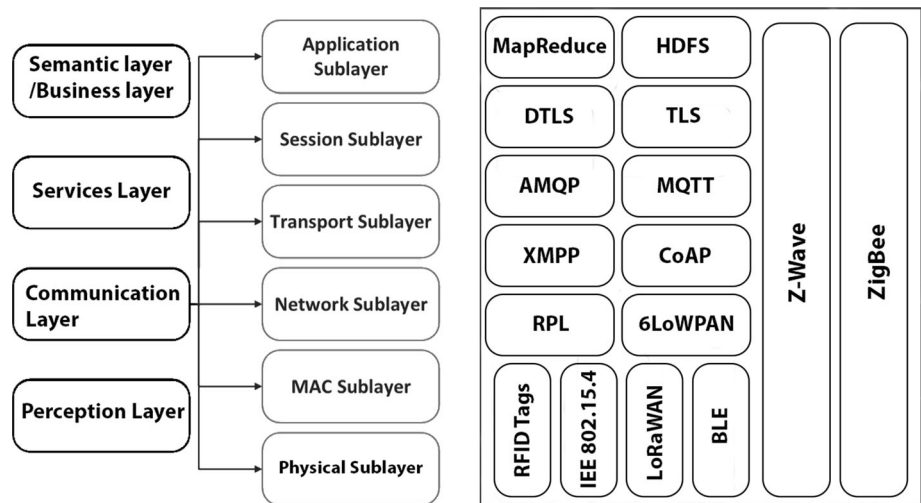 Semantic layer
/Business layer
Services Layer
Communication
Layer
Perception Layer
Application
Sublayer
Session Sublayer
Transport Sublayer
Network Sublayer
MAC Sublayer
Physical Sublayer
MapReduce
HDFS
DTLS
TLS
AMQP
MQTT
XMPP
CoAP
RPL
6LoWPAN
RFID Tags
IEE 802.15.4
LoRaWAN
BLE
Z-Wave
ZigBee